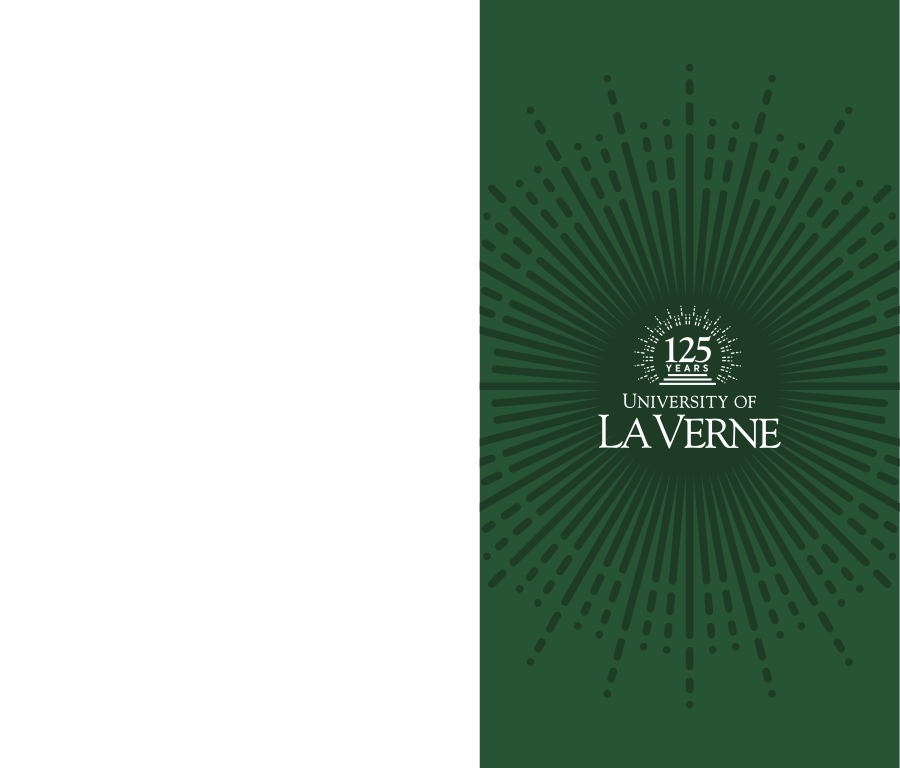 125
YEARS
UNIVERSITY OF
LA VERNE